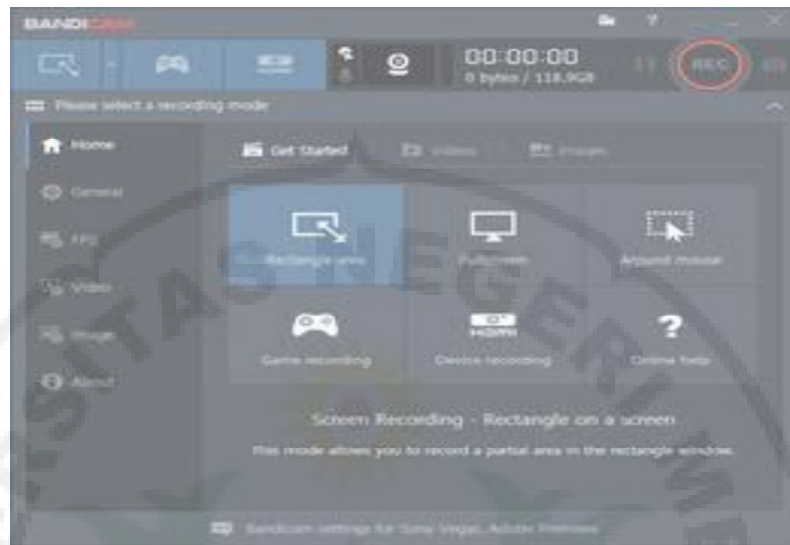 BANDICAM
00:00:00
0 bytes / 118.9GB
REC
Please select a recording mode
Home
Get Started
Videos
Images
General
FPS
Video
Image
About
Rectangle area
Fullscreen
Around mouse
HDMI
Game recording
Device recording
Online help
Screen Recording - Rectangle on a screen
This mode allows you to record a partial area in the rectangle window.
Bandicam settings for Sony Vegas, Adobe Premiere
SITAS NEGERI ME